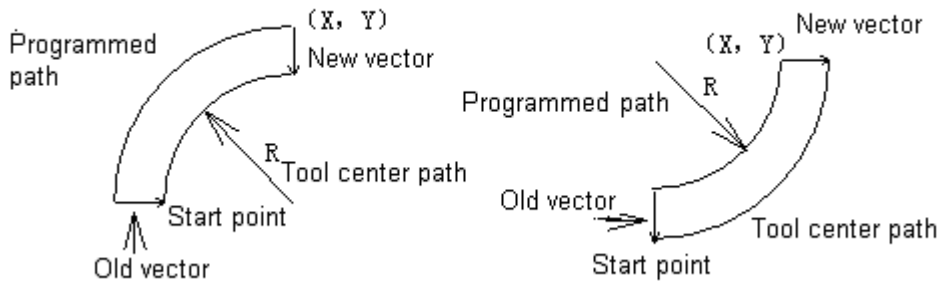 Programmed path
(X, Y)
New vector
R
Tool center path
Start point
Old vector
New vector
(X, Y)
R
Programmed path
Old vector
Tool center path
Start point